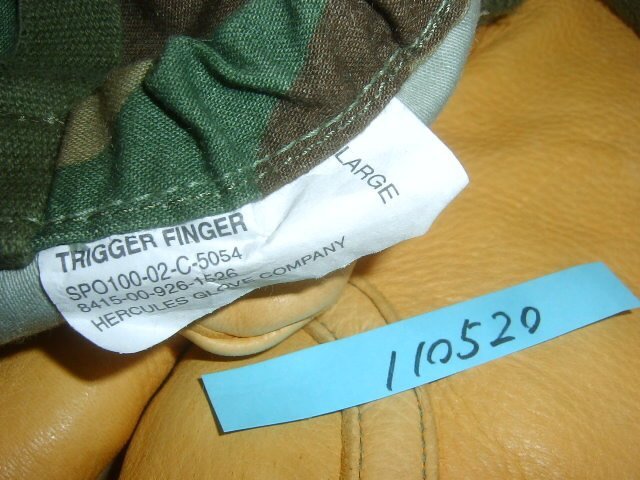 LARGE
TRIGGER FINGER
SPO100-02-C-5054
8415-00-926-1526
HERCULES GLOVE COMPANY
110520